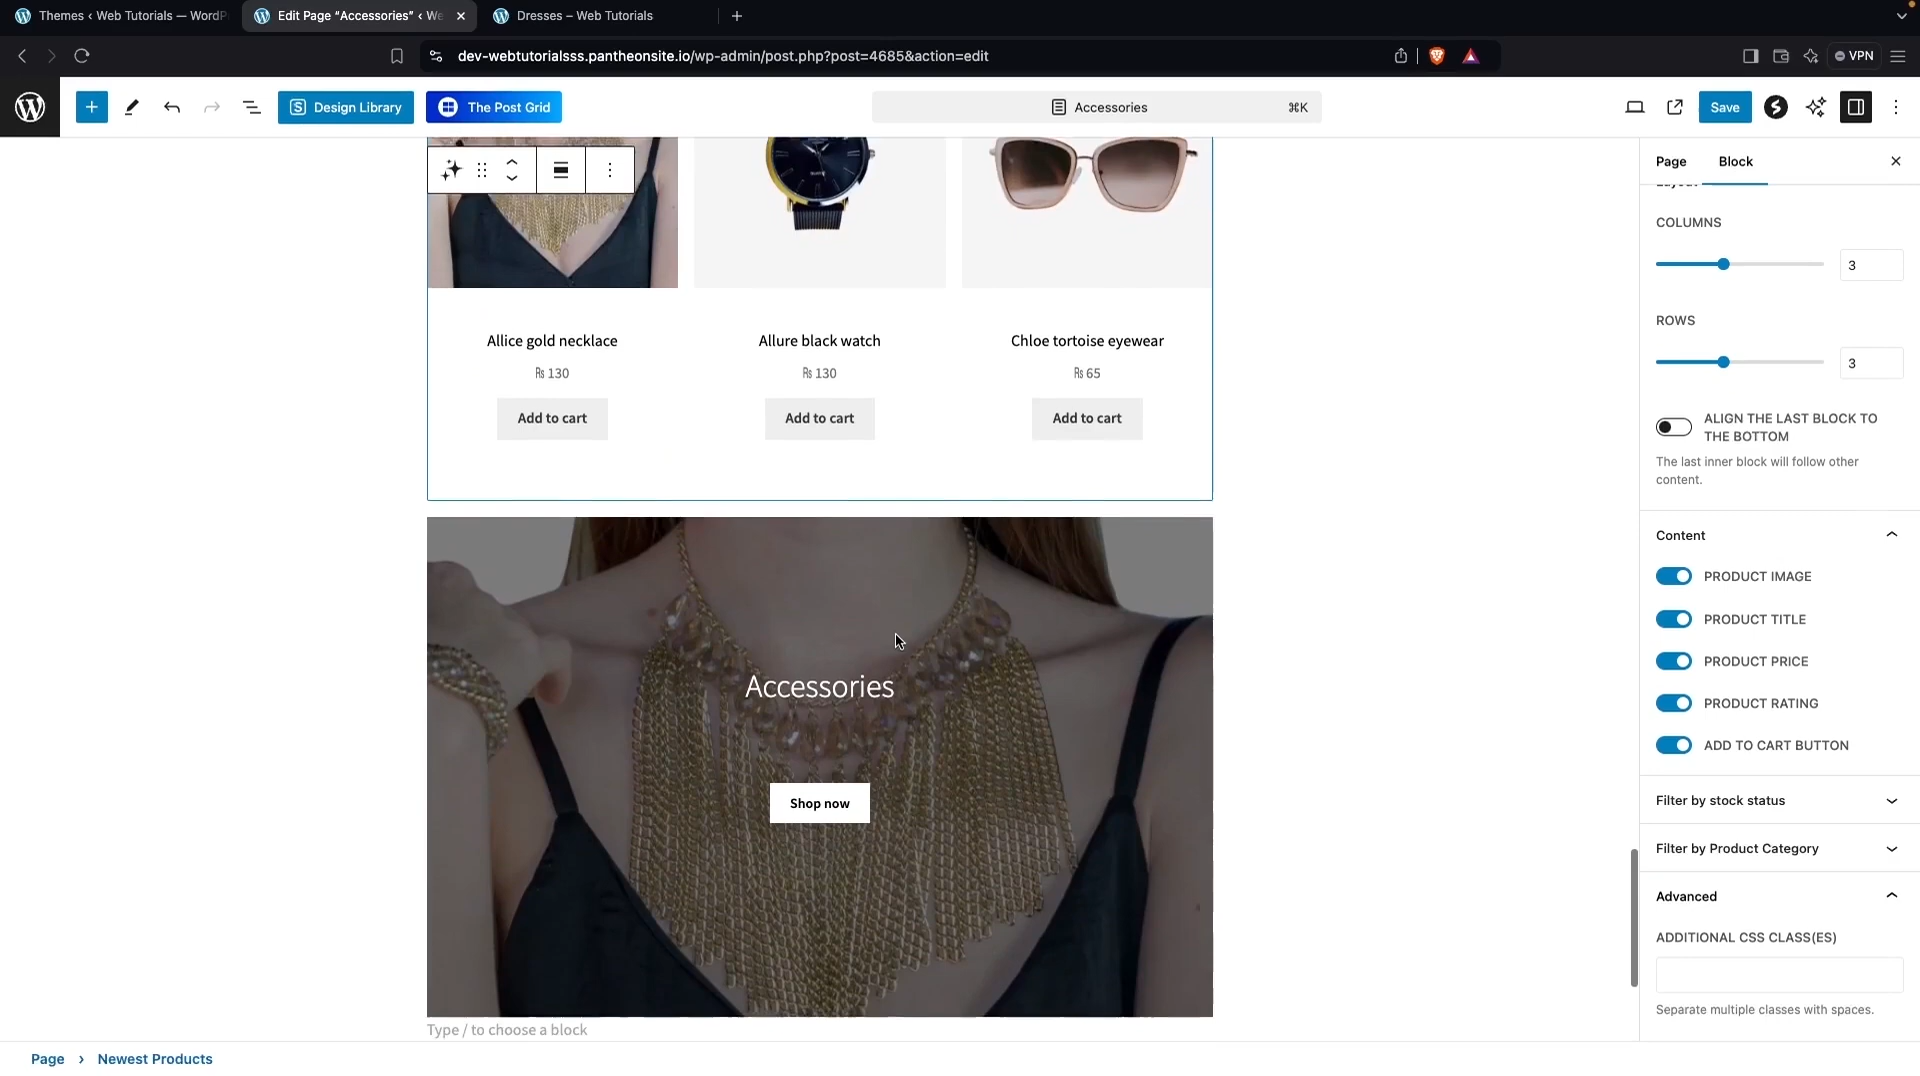 Themes ‹ Web Tutorials — WordP
Edit Page “Accessories” ‹ We
Dresses – Web Tutorials
dev-webtutorialsss.pantheonsite.io/wp-admin/post.php?post=4685&action=edit
VPN
Design Library
The Post Grid
Accessories
⌘K
Save
Page
Block
Layout
COLUMNS
3
ROWS
3
ALIGN THE LAST BLOCK TO
THE BOTTOM
The last inner block will follow other
content.
Content
PRODUCT IMAGE
PRODUCT TITLE
PRODUCT PRICE
PRODUCT RATING
ADD TO CART BUTTON
Filter by stock status
Filter by Product Category
Advanced
ADDITIONAL CSS CLASS(ES)
Separate multiple classes with spaces.
Allice gold necklace
₨ 130
Add to cart
Allure black watch
₨ 130
Add to cart
Chloe tortoise eyewear
₨ 65
Add to cart
Accessories
Shop now
Type / to choose a block
Page › Newest Products